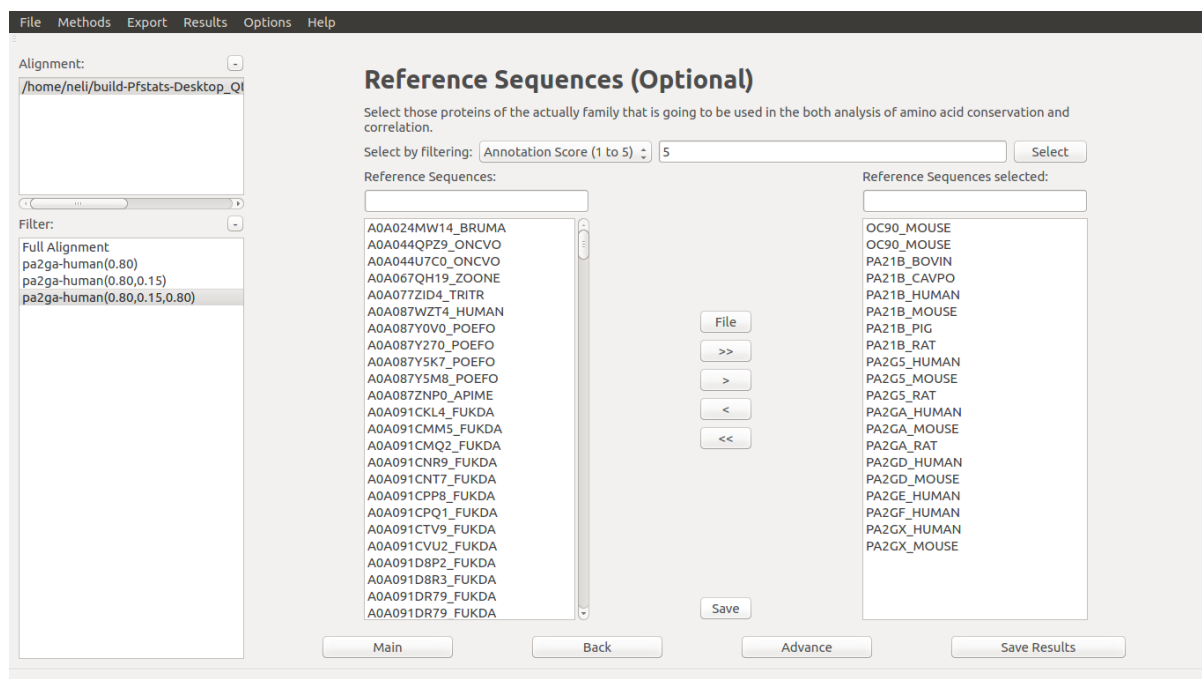 File Methods Export Results Options Help
Alignment: -
/home/neli/build-Pfstats-Desktop_Qt
Filter: -
Full Alignment
pa2ga-human(0.80)
pa2ga-human(0.80,0.15)
pa2ga-human(0.80,0.15,0.80)
Reference Sequences (Optional)
Select those proteins of the actually family that is going to be used in the both analysis of amino acid conservation and
correlation.
Select by filtering: Annotation Score (1 to 5) 5 Select
Reference Sequences:
A0A024MW14_BRUMA
A0A044QPZ9_ONCVO
A0A044U7C0_ONCVO
A0A067QH19_ZOONE
A0A077ZID4_TRITR
A0A087WZT4_HUMAN
A0A087Y0V0_POEFO
A0A087Y270_POEFO
A0A087Y5K7_POEFO
A0A087Y5M8_POEFO
A0A087ZNP0_APIME
A0A091CKL4_FUKDA
A0A091CMM5_FUKDA
A0A091CMQ2_FUKDA
A0A091CNR9_FUKDA
A0A091CNT7_FUKDA
A0A091CPP8_FUKDA
A0A091CPQ1_FUKDA
A0A091CTV9_FUKDA
A0A091CVU2_FUKDA
A0A091D8P2_FUKDA
A0A091D8R3_FUKDA
A0A091DR79_FUKDA
A0A091DR79_FUKDA
File
>>
>
<
<<
Save
Reference Sequences selected:
OC90_MOUSE
OC90_MOUSE
PA21B_BOVIN
PA21B_CAVPO
PA21B_HUMAN
PA21B_MOUSE
PA21B_PIG
PA21B_RAT
PA2G5_HUMAN
PA2G5_MOUSE
PA2G5_RAT
PA2GA_HUMAN
PA2GA_MOUSE
PA2GA_RAT
PA2GD_HUMAN
PA2GD_MOUSE
PA2GE_HUMAN
PA2GF_HUMAN
PA2GX_HUMAN
PA2GX_MOUSE
Main Back Advance Save Results